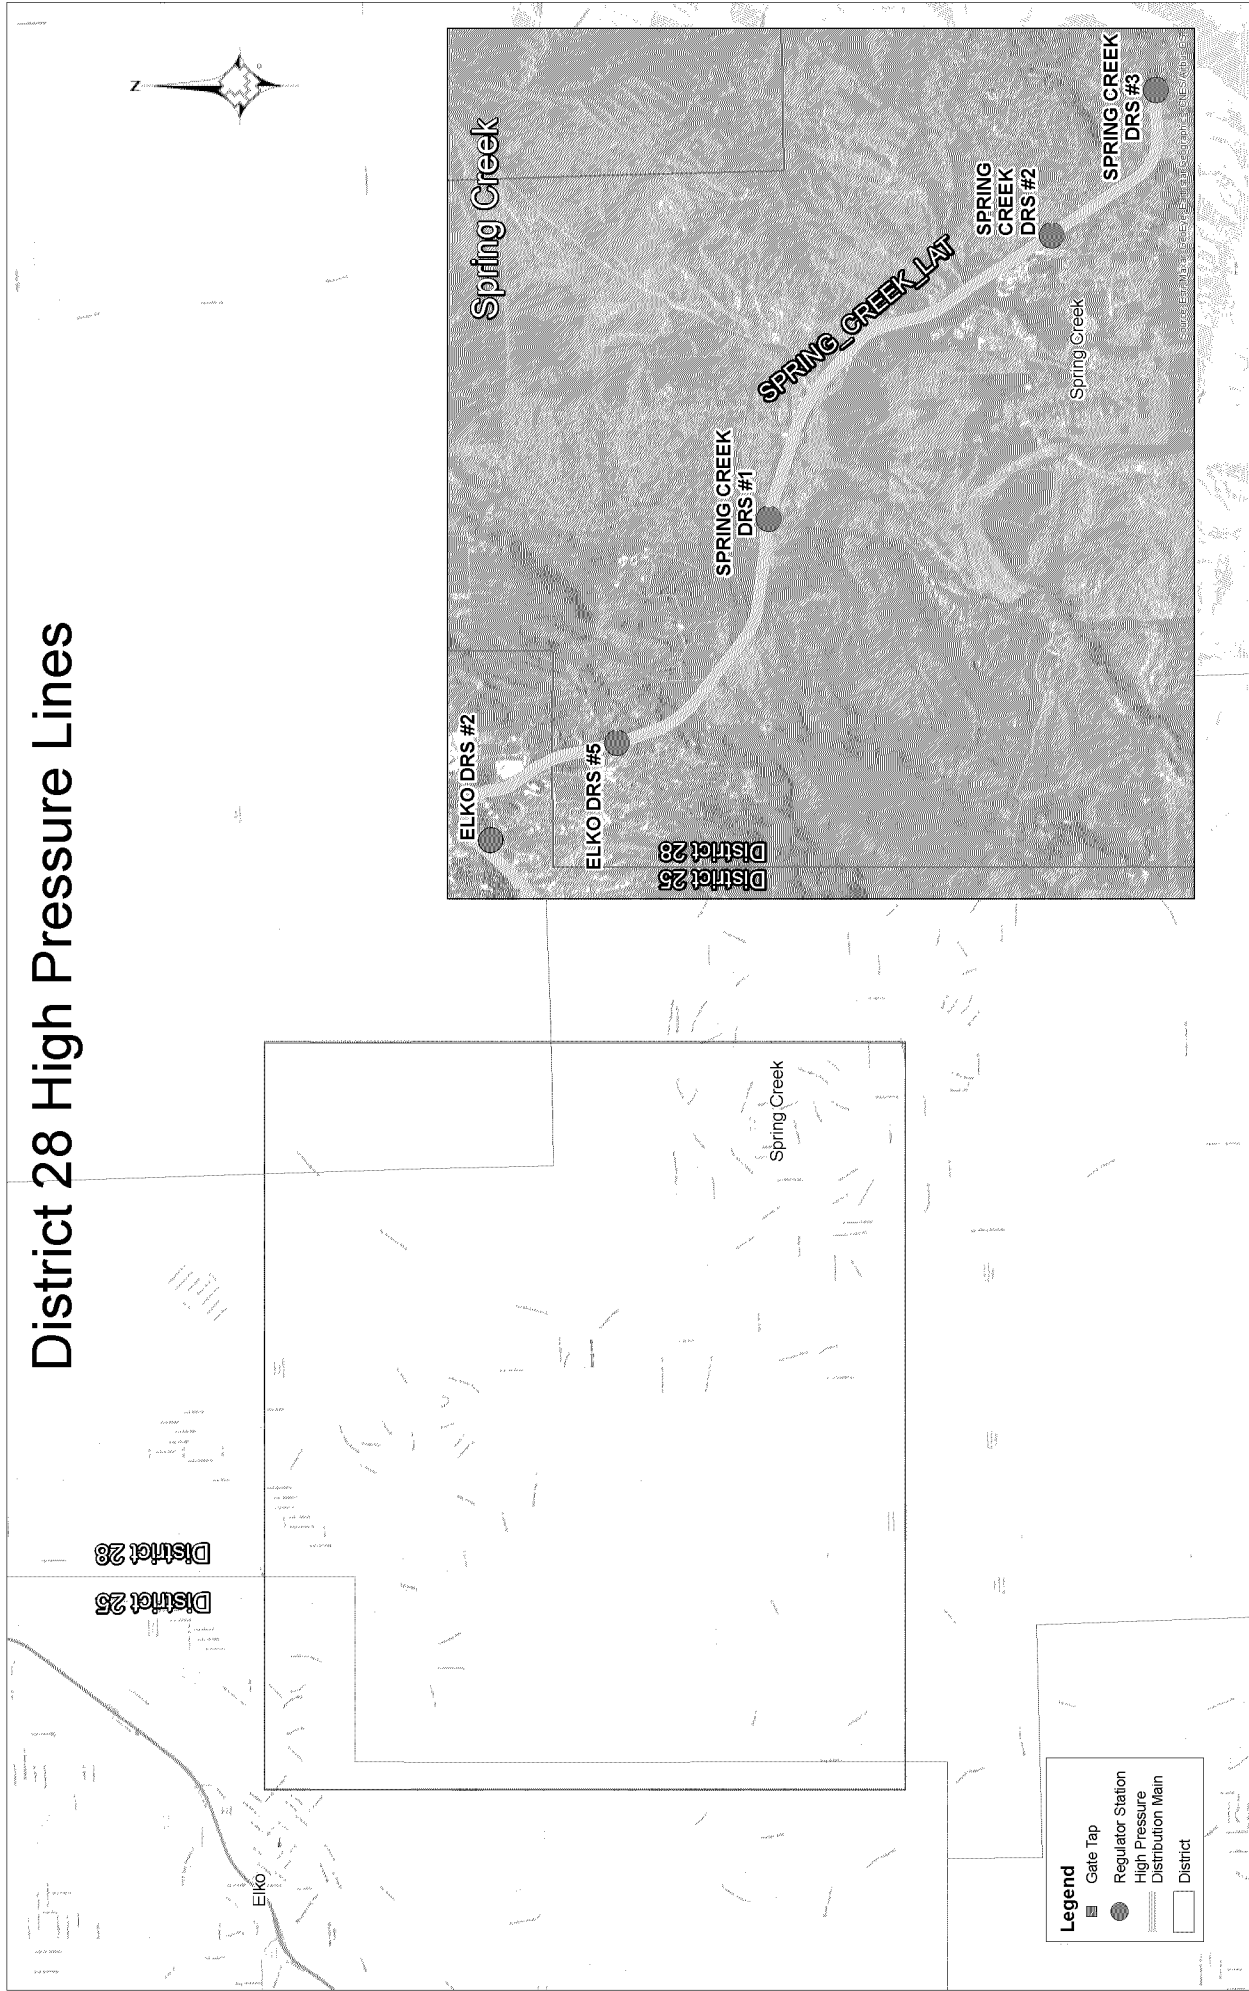 District 28 High Pressure Lines
N
Spring Creek
ELKO DRS #2
ELKO DRS #5
SPRING CREEK
DRS #1
SPRING_CREEK_LAT
SPRING
CREEK
DRS #2
SPRING CREEK
DRS #3
Spring Creek
District 25
District 28
District 25
District 28
Elko
Spring Creek
Legend
Gate Tap
Regulator Station
High Pressure
Distribution Main
District